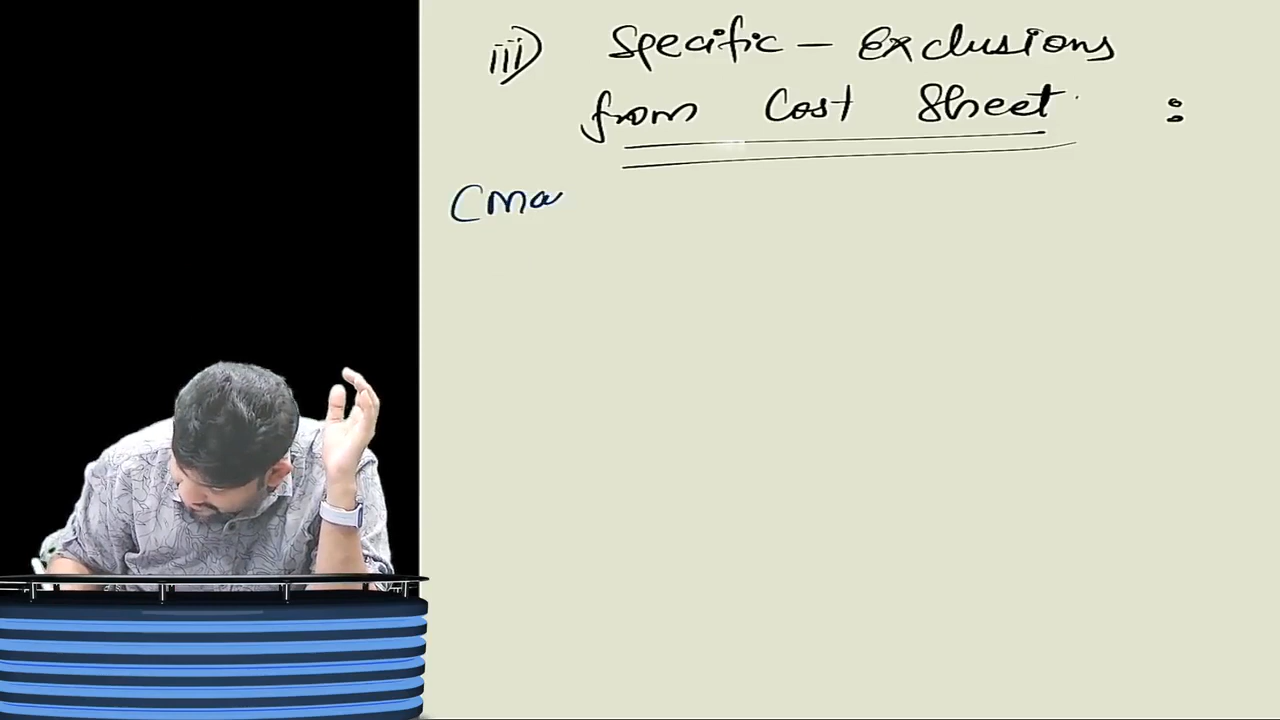 iii) Specific - Exclusions
from Cost Sheet :
CMa